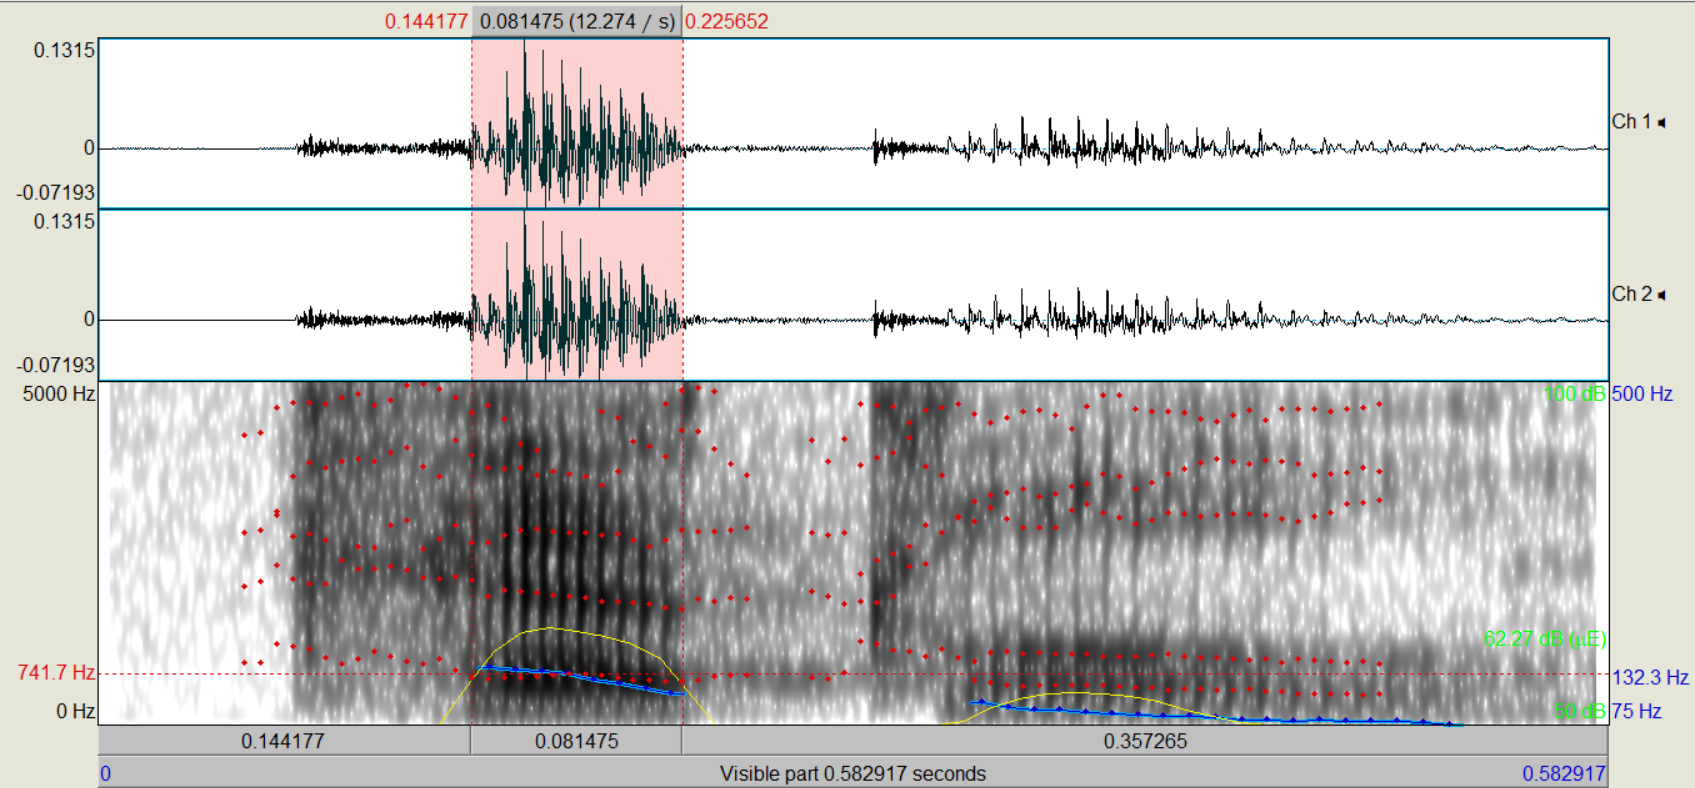 0.144177 0.081475 (12.274 / s) 0.225652
0.1315
0
-0.07193
Ch 1
0.1315
0
-0.07193
Ch 2
5000 Hz 100 dB 500 Hz
62.27 dB (µE)
741.7 Hz 132.3 Hz
0 Hz 50 dB 75 Hz
0.144177 0.081475 0.357265
0 Visible part 0.582917 seconds 0.582917